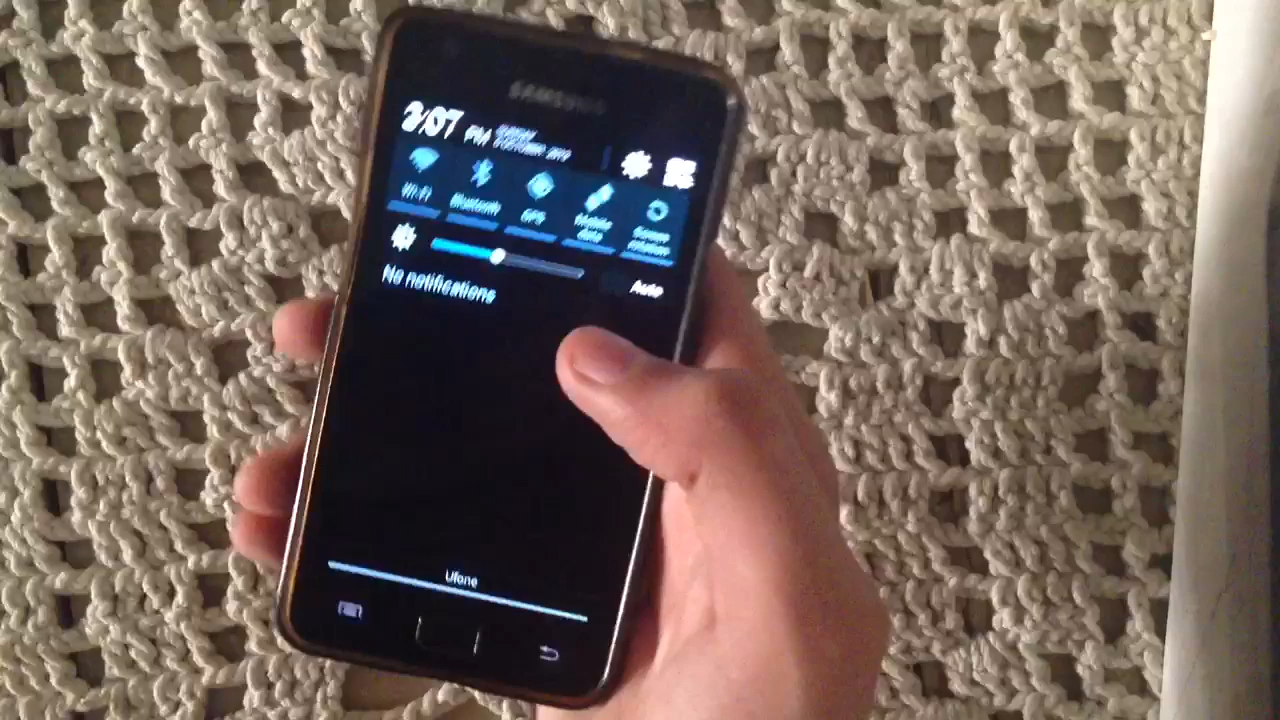 SAMSUNG
2:07 PM
Wi-Fi
Bluetooth
GPS
Mobile
data
Screen
rotation
Auto
No notifications
Ufone